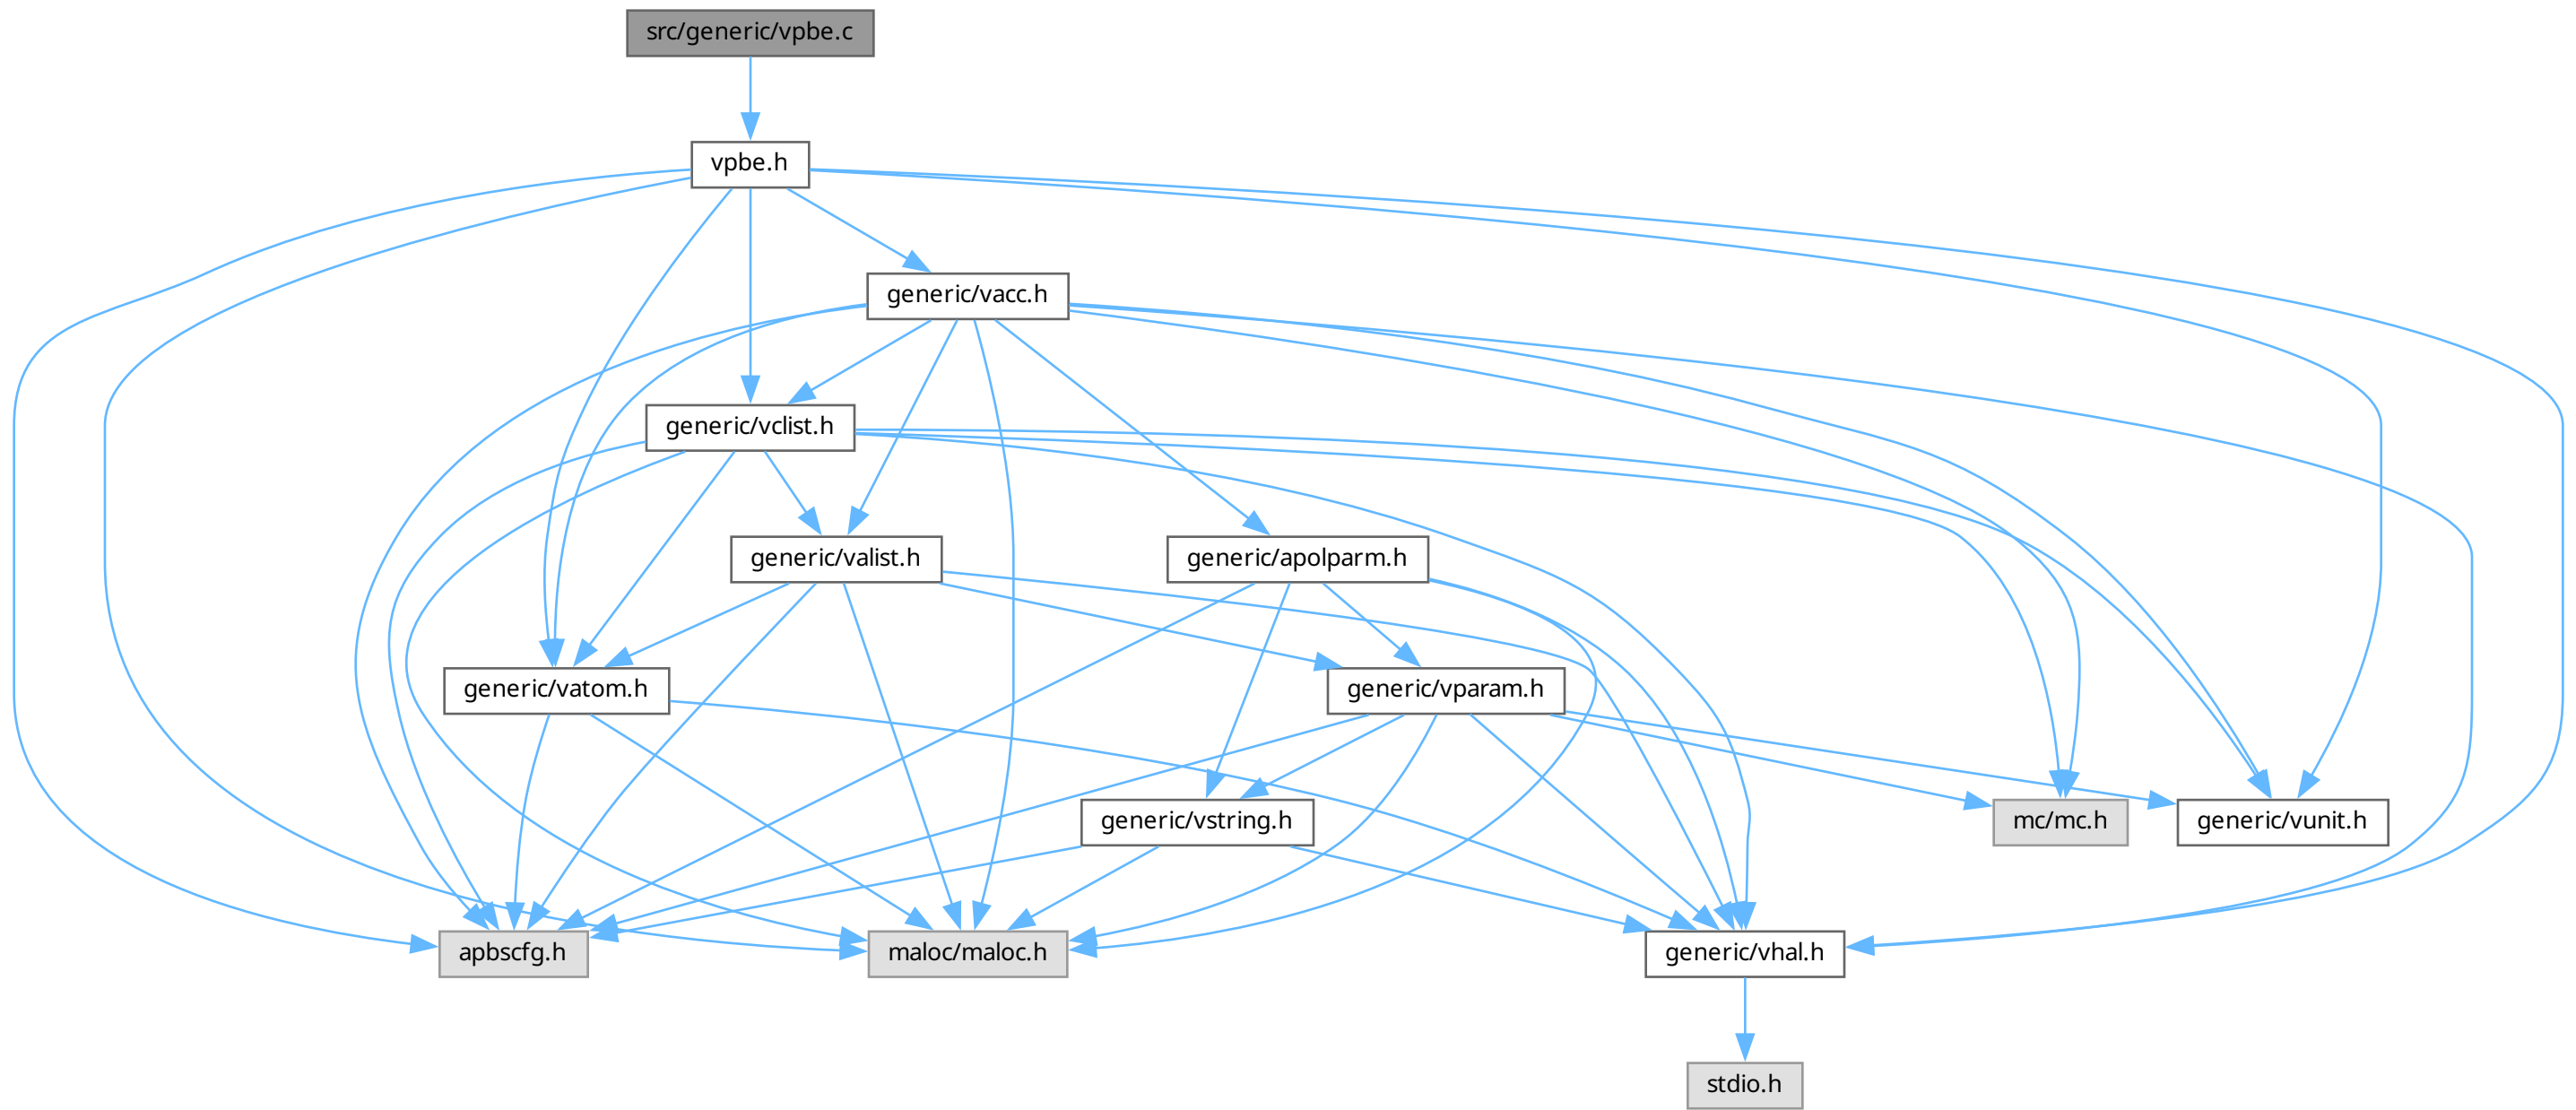 src/generic/vpbe.c
vpbe.h
generic/vacc.h
generic/vclist.h
generic/valist.h
generic/apolparm.h
generic/vatom.h
generic/vparam.h
generic/vstring.h
mc/mc.h
generic/vunit.h
apbscfg.h
maloc/maloc.h
generic/vhal.h
stdio.h